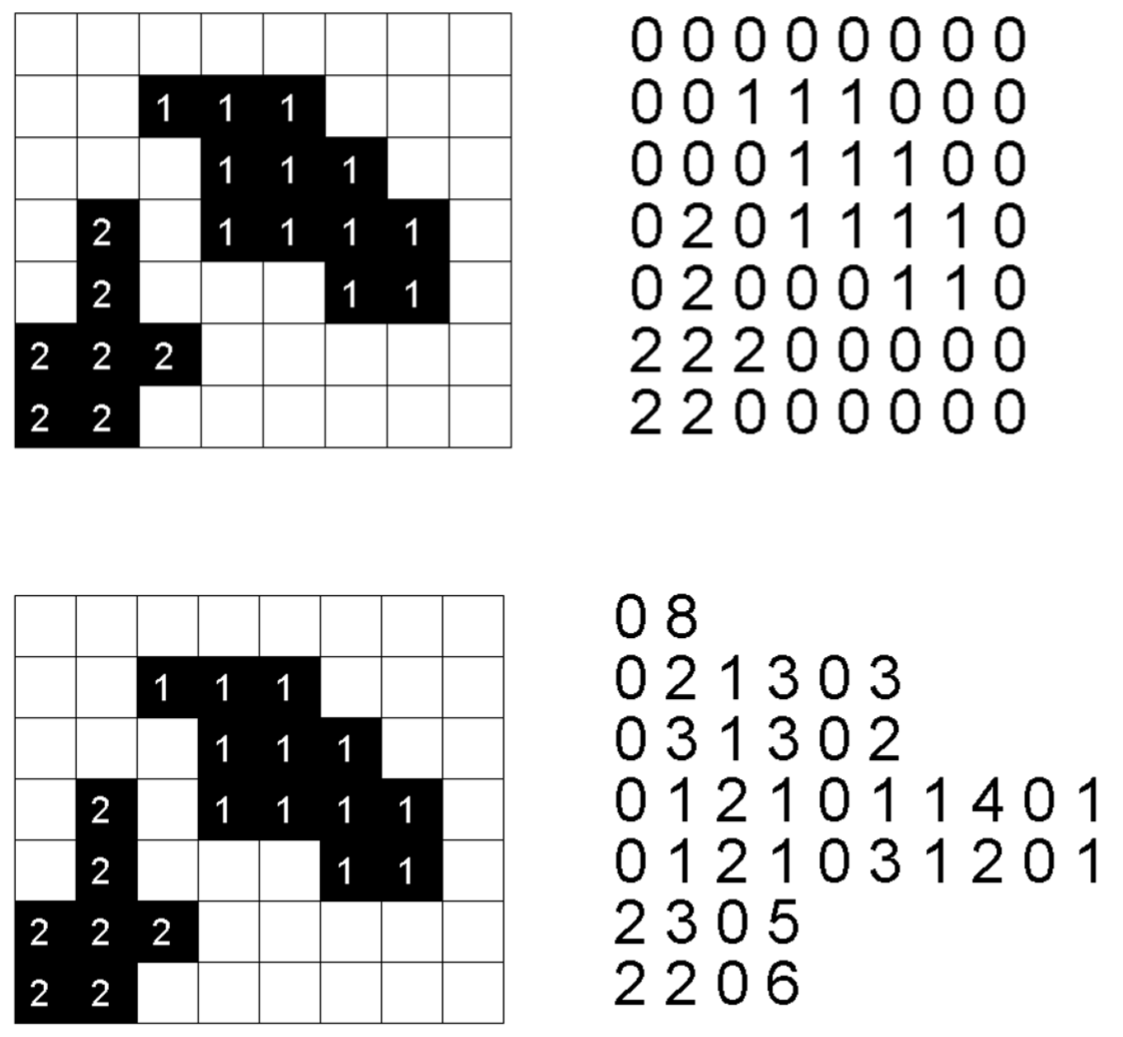 1 1 1
1 1 1
2 1 1 1 1
2 1 1
2 2 2
2 2
0 0 0 0 0 0 0 0
0 0 1 1 1 0 0 0
0 0 0 1 1 1 0 0
0 2 0 1 1 1 1 0
0 2 0 0 0 1 1 0
2 2 2 0 0 0 0 0
2 2 0 0 0 0 0 0
1 1 1
1 1 1
2 1 1 1 1
2 1 1
2 2 2
2 2
0 8
0 2 1 3 0 3
0 3 1 3 0 2
0 1 2 1 0 1 1 4 0 1
0 1 2 1 0 3 1 2 0 1
2 3 0 5
2 2 0 6